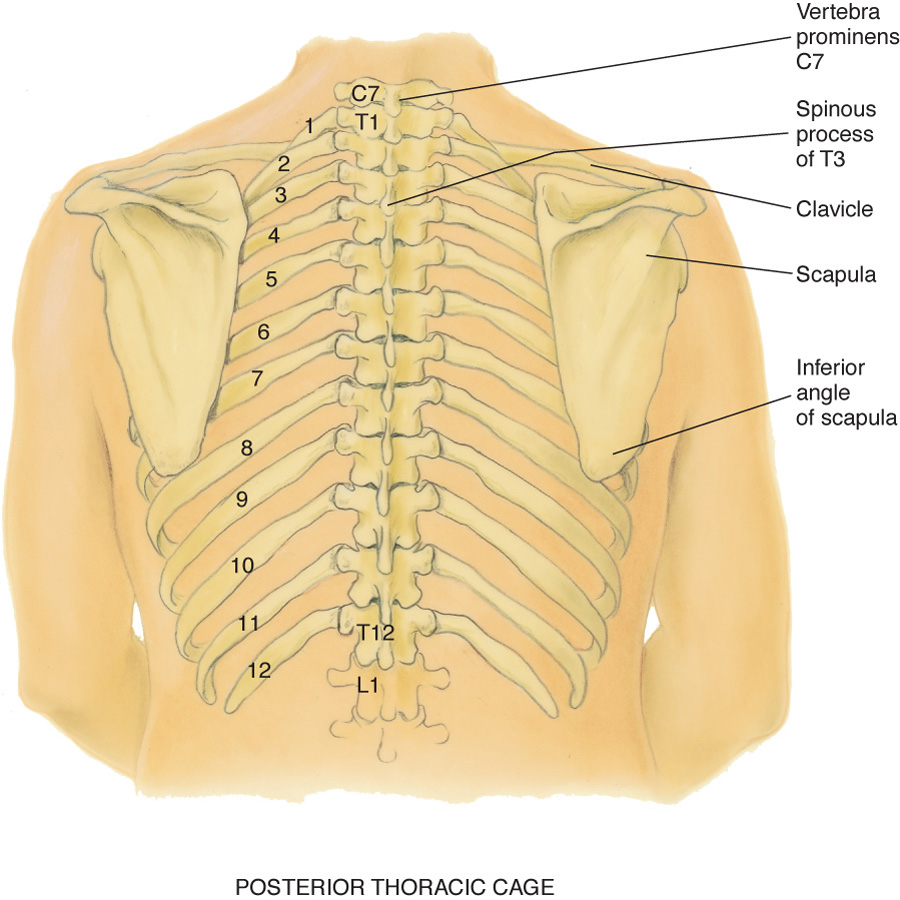 Vertebra
prominens
C7
C7
T1
Spinous
process
of T3
1
2
3
Clavicle
4
Scapula
5
6
7
Inferior
angle
of scapula
8
9
10
11
T12
12
L1
POSTERIOR THORACIC CAGE